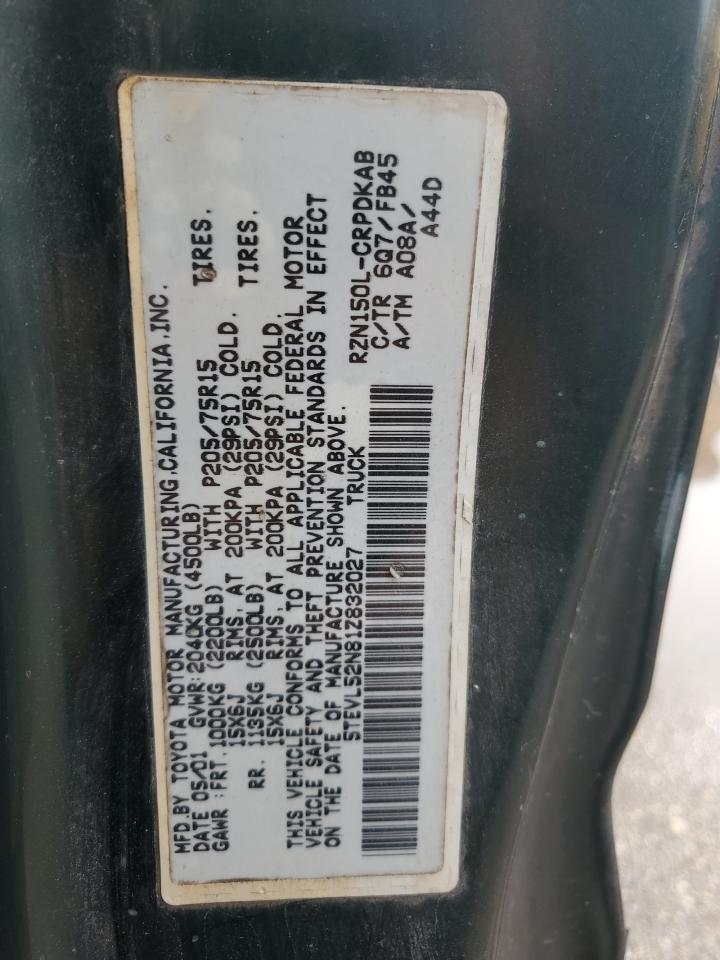 MFD.BY TOYOTA MOTOR MANUFACTURING,CALIFORNIA,INC.
DATE 05/01 GVWR:2040KG (4500LB)
GAWR:FRT.1000KG (2200LB) WITH P205/75R15 TIRES.
15X6J RIMS, AT 200KPA (29PSI) COLD.
RR. 1135KG (2500LB) WITH P205/75R15 TIRES.
15X6J RIMS, AT 200KPA (29PSI) COLD.
THIS VEHICLE CONFORMS TO ALL APPLICABLE FEDERAL MOTOR
VEHICLE SAFETY AND THEFT PREVENTION STANDARDS IN EFFECT
ON THE DATE OF MANUFACTURE SHOWN ABOVE.
5TEVL52N81Z832027 TRUCK
RZN150L-CRPDKAB
C/TR 6Q7/FB45
A/TM A08A/
A44D